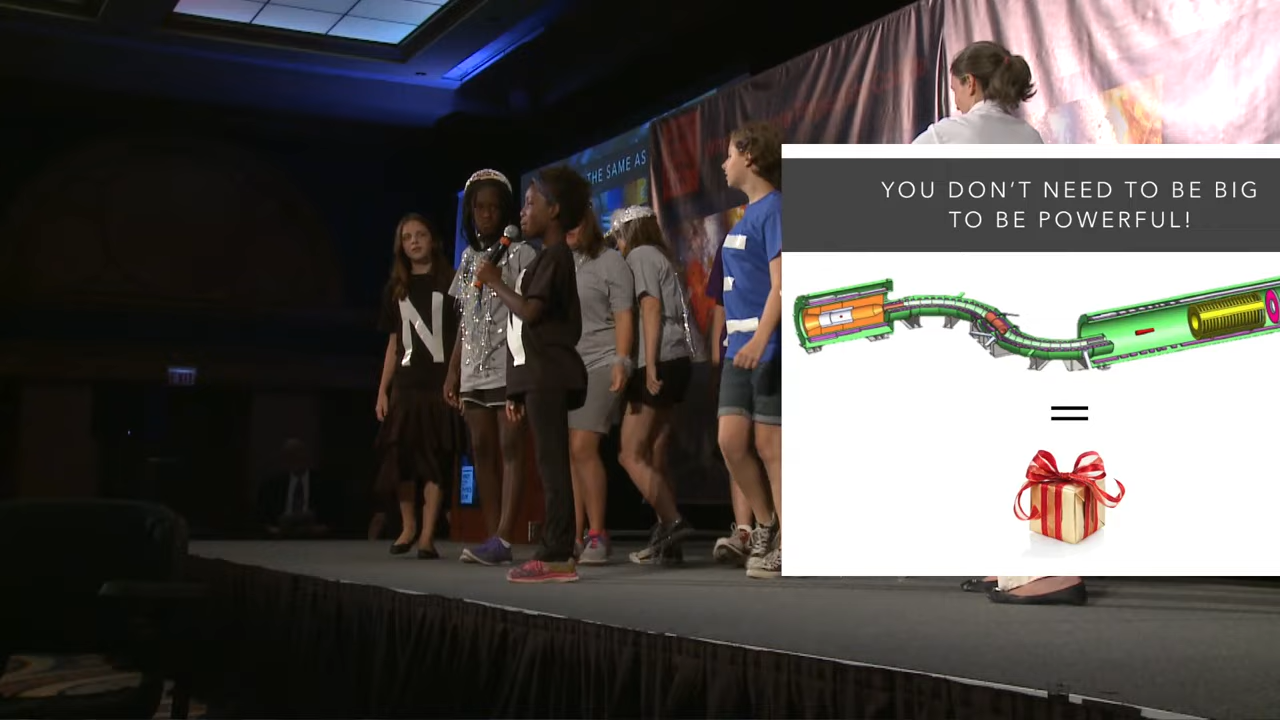 THE SAME AS
YOU DON'T NEED TO BE BIG
TO BE POWERFUL!
N